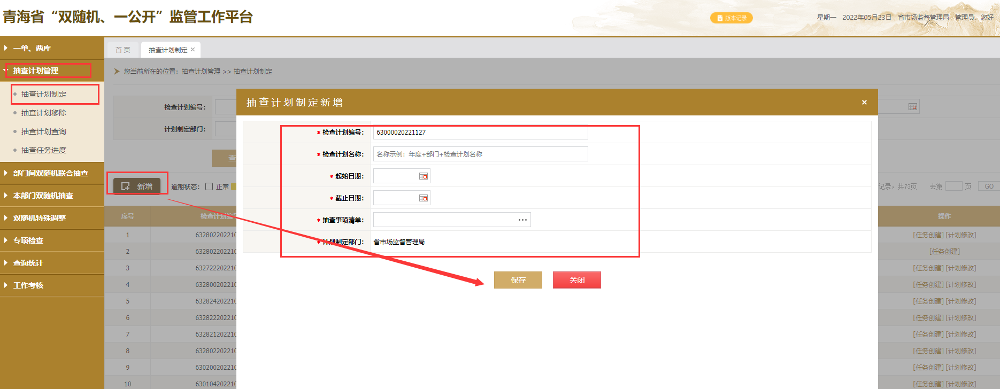 青海省“双随机、一公开”监管工作平台
版本记录
星期一 2022年05月23日 省市场监督管理局 管理员，您好
一单、两库
抽查计划管理
抽查计划制定
抽查计划移除
抽查计划查询
抽查任务进度
部门间双随机联合抽查
本部门双随机抽查
双随机特殊调整
专项检查
查询统计
工作考核
首 页
抽查计划制定 ×
您当前所在的位置：抽查计划管理 >> 抽查计划制定
检查计划编号：
计划制定部门：
查
新增
逾期状态： 正常
记录，共73页 去第 页 GO
序号 检查计划编号 操作
1 632802202210 [任务创建] [计划修改]
2 632802202210 [任务创建]
3 632722202210 [任务创建] [计划修改]
4 632800202210 [任务创建] [计划修改]
5 632824202210 [任务创建] [计划修改]
6 632822202210 [任务创建] [计划修改]
7 632821202210 [任务创建] [计划修改]
8 632802202210 [任务创建] [计划修改]
9 630200202210 [任务创建] [计划修改]
10 630104202210 [任务创建] [计划修改]
抽查计划制定新增 ×
* 检查计划编号： 63000020221127
* 检查计划名称： 名称示例：年度+部门+检查计划名称
* 起始日期：
* 截止日期：
* 抽查事项清单： •••
* 计划制定部门： 省市场监督管理局
保存
关闭